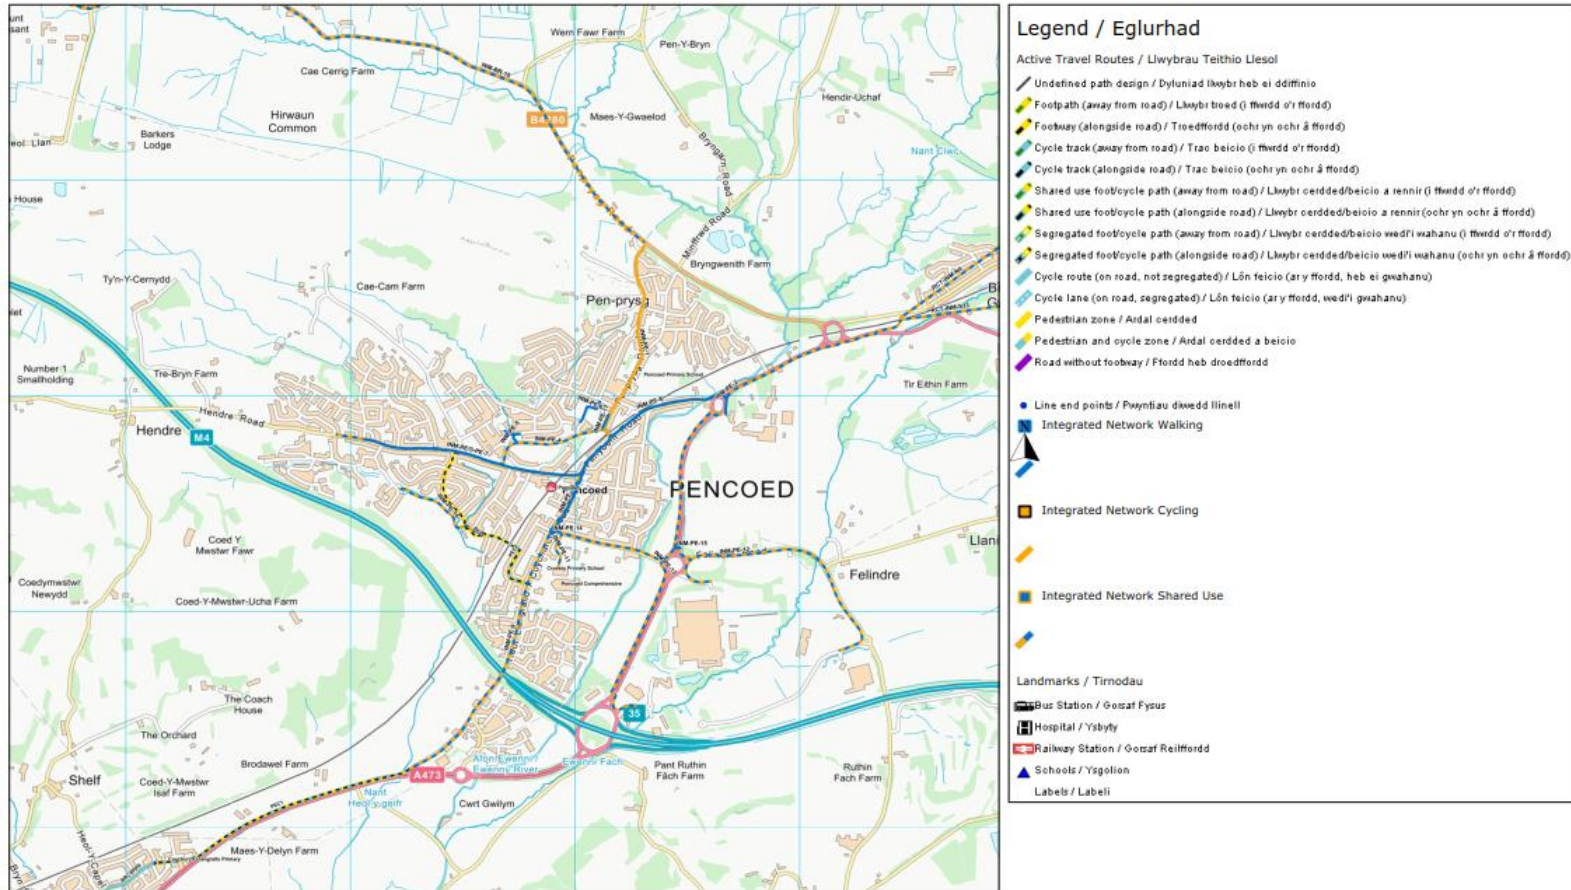 Wern Fawr Farm
Pen-Y-Bryn
Cae Cerrig Farm
Hendir-Uchaf
Hirwaun
Common
B4280
Maes-Y-Gwaelod
Barkers
Lodge
Bryngarn Road
Minffrwd Road
House
Bryngwenith Farm
Ty'n-Y-Cernydd
Cae-Cam Farm
Pen-prysg
Number 1
Smallholding
Tre-Bryn Farm
Pencoed Primary School
Tir Eithin Farm
Hendre Road
Hendre
M4
Pencoed
PENCOED
Coed Y
Mwstwr Fawr
Felindre
Coedymwstwr
Newydd
Coed-Y-Mwstwr-Ucha Farm
Pencoed Comprehensive
The Coach
House
35
The Orchard
Brodawel Farm
Afon Ewenni /
Ewenny River
Ewenni Fach
Pant Ruthin
Fâch Farm
Ruthin
Fach Farm
Shelf
Coed-Y-Mwstwr
Isaf Farm
A473
Nant
Heol y geifr
Cwrt Gwilym
Heol-Y-Capel
Maes-Y-Delyn Farm
Legend / Eglurhad
Active Travel Routes / Llwybrau Teithio Llesol
Undefined path design / Dyluniad llwybr heb ei ddiffinio
Footpath (away from road) / Llwybr troed (i ffwrdd o'r ffordd)
Footway (alongside road) / Troedffordd (ochr yn ochr â ffordd)
Cycle track (away from road) / Trac beicio (i ffwrdd o'r ffordd)
Cycle track (alongside road) / Trac beicio (ochr yn ochr â ffordd)
Shared use foot/cycle path (away from road) / Llwybr cerdded/beicio a rennir (i ffwrdd o'r ffordd)
Shared use foot/cycle path (alongside road) / Llwybr cerdded/beicio a rennir (ochr yn ochr â ffordd)
Segregated foot/cycle path (away from road) / Llwybr cerdded/beicio wedi'i wahanu (i ffwrdd o'r ffordd)
Segregated foot/cycle path (alongside road) / Llwybr cerdded/beicio wedi'i wahanu (ochr yn ochr â ffordd)
Cycle route (on road, not segregated) / Lôn feicio (ar y ffordd, heb ei gwahanu)
Cycle lane (on road, segregated) / Lôn feicio (ar y ffordd, wedi'i gwahanu)
Pedestrian zone / Ardal cerdded
Pedestrian and cycle zone / Ardal cerdded a beicio
Road without footway / Ffordd heb droedffordd
Line end points / Pwyntiau diwedd llinell
N
Integrated Network Walking
Integrated Network Cycling
Integrated Network Shared Use
Landmarks / Tirnodau
Bus Station / Gorsaf Fysus
Hospital / Ysbyty
Railway Station / Gorsaf Reilffordd
Schools / Ysgolion
Labels / Labeli